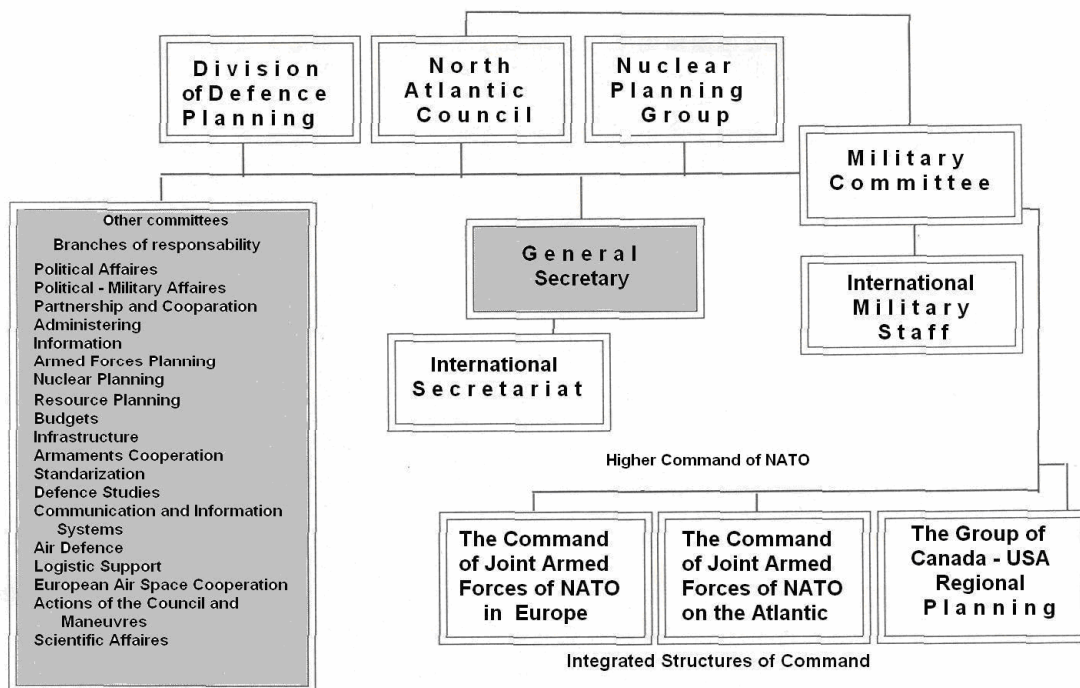 Division
of Defence
Planning
North
Atlantic
Council
Nuclear
Planning
Group
Military
Committee
Other committees
Branches of responsability
Political Affaires
Political - Military Affaires
Partnership and Cooparation
Administering
Information
Armed Forces Planning
Nuclear Planning
Resource Planning
Budgets
Infrastructure
Armaments Cooperation
Standarization
Defence Studies
Communication and Information
Systems
Air Defence
Logistic Support
European Air Space Cooperation
Actions of the Council and
Maneuvres
Scientific Affaires
General
Secretary
International
Secretariat
International
Military
Staff
Higher Command of NATO
The Command
of Joint Armed
Forces of NATO
in Europe
The Command
of Joint Armed
Forces of NATO
on the Atlantic
The Group of
Canada - USA
Regional
Planning
Integrated Structures of Command